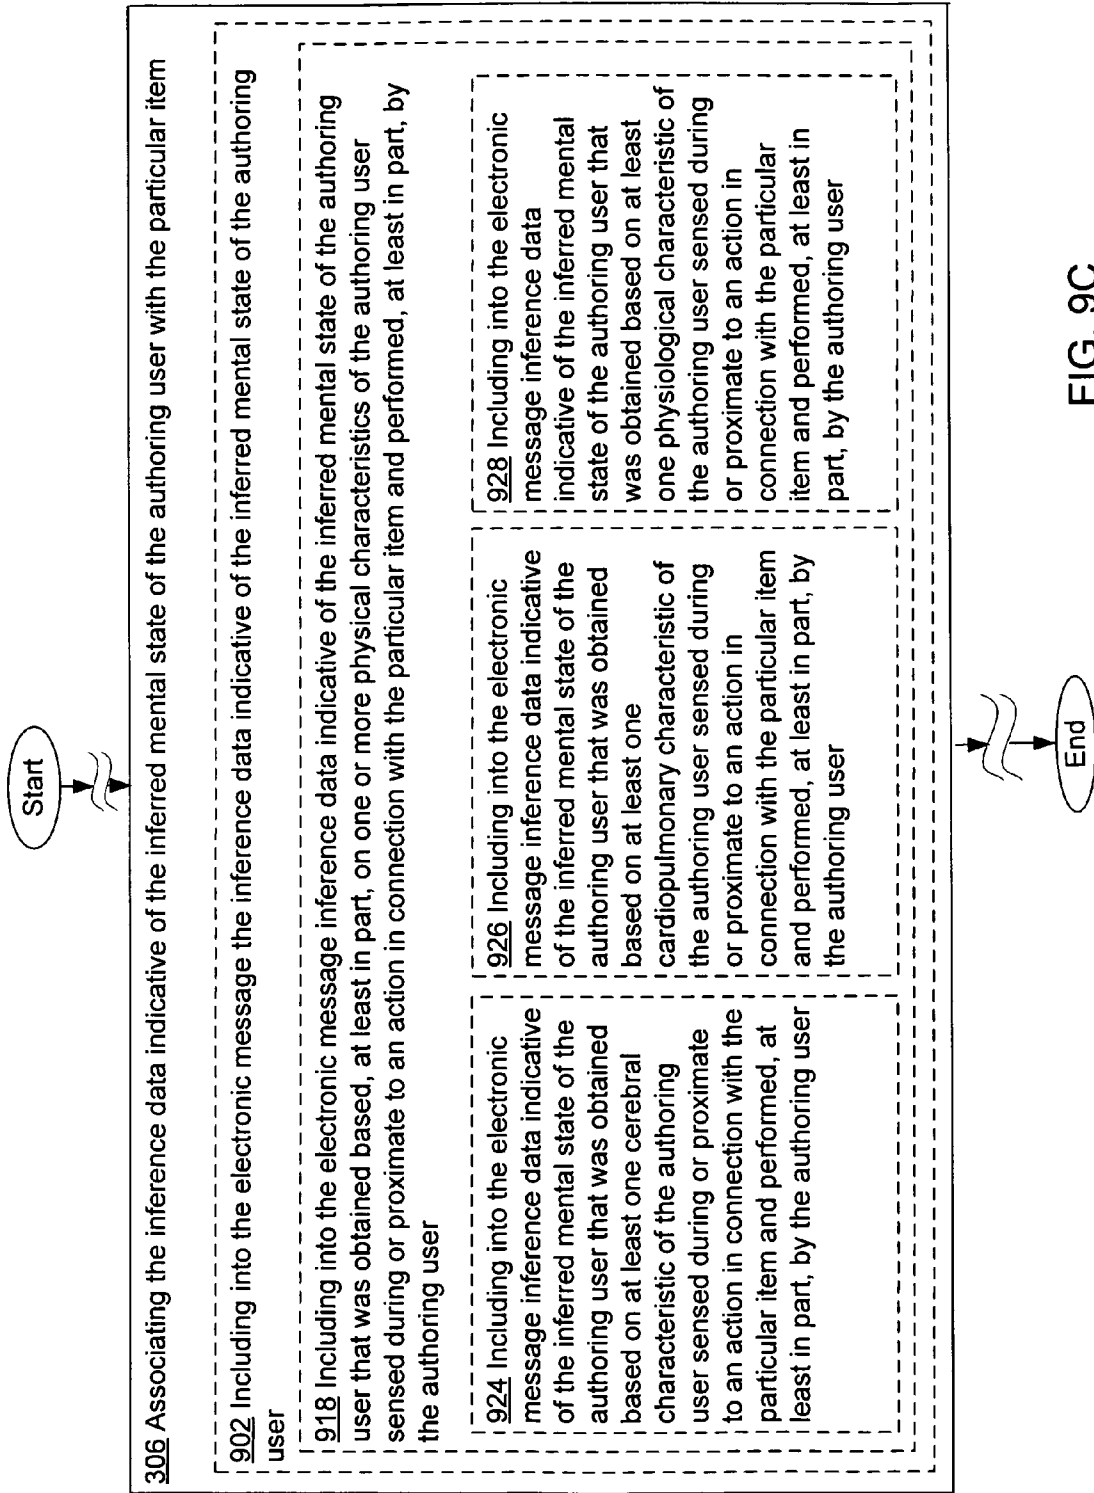 Start
306 Associating the inference data indicative of the inferred mental state of the authoring user with the particular item
902 Including into the electronic message the inference data indicative of the inferred mental state of the authoring
user
918 Including into the electronic message inference data indicative of the inferred mental state of the authoring
user that was obtained based, at least in part, on one or more physical characteristics of the authoring user
sensed during or proximate to an action in connection with the particular item and performed, at least in part, by
the authoring user
924 Including into the electronic
message inference data indicative
of the inferred mental state of the
authoring user that was obtained
based on at least one cerebral
characteristic of the authoring
user sensed during or proximate
to an action in connection with the
particular item and performed, at
least in part, by the authoring user
926 Including into the electronic
message inference data indicative
of the inferred mental state of the
authoring user that was obtained
based on at least one
cardiopulmonary characteristic of
the authoring user sensed during
or proximate to an action in
connection with the particular item
and performed, at least in part, by
the authoring user
928 Including into the electronic
message inference data
indicative of the inferred mental
state of the authoring user that
was obtained based on at least
one physiological characteristic of
the authoring user sensed during
or proximate to an action in
connection with the particular
item and performed, at least in
part, by the authoring user
End
FIG. 9C